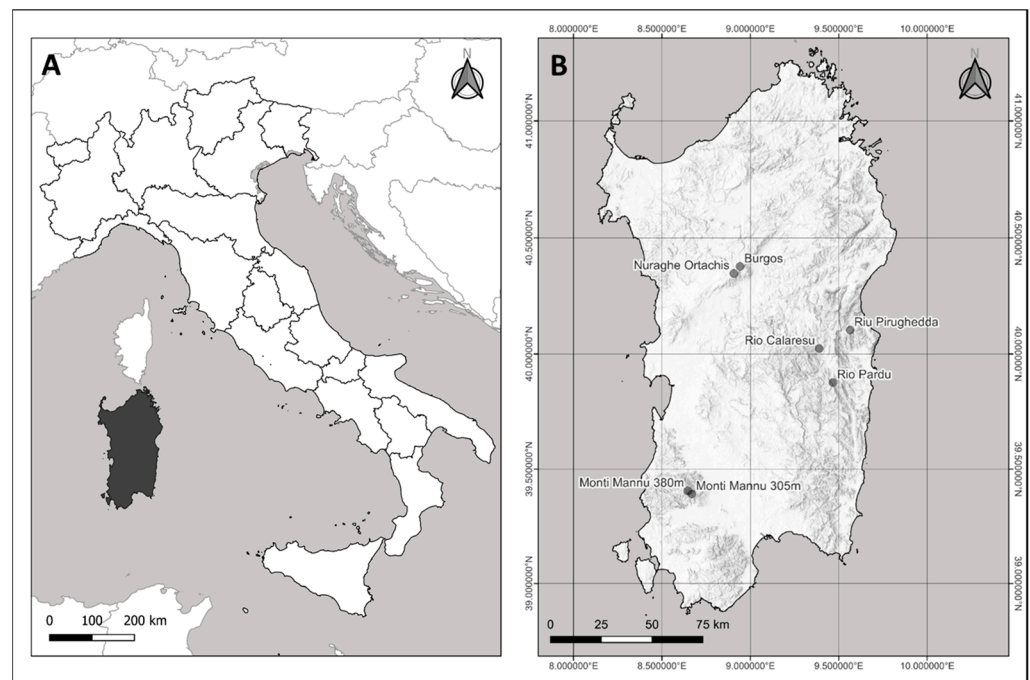 A
N
0 100 200 km
B
N
8.000000°E 8.500000°E 9.000000°E 9.500000°E 10.000000°E
41.000000°N 41.000000°N
40.500000°N 40.500000°N
40.000000°N 40.000000°N
39.500000°N 39.500000°N
39.000000°N 39.000000°N
Burgos
Nuraghe Ortachis
Riu Pirughedda
Rio Calaresu
Rio Pardu
Monti Mannu 380m
Monti Mannu 305m
0 25 50 75 km
8.000000°E 8.500000°E 9.000000°E 9.500000°E 10.000000°E